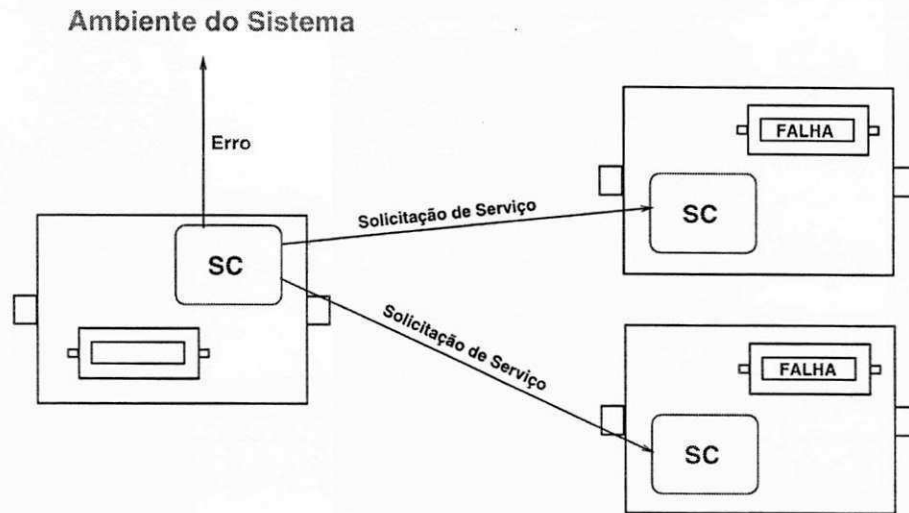 Ambiente do Sistema
Erro
FALHA
Solicitação de Serviço
SC
SC
Solicitação de Serviço
FALHA
SC